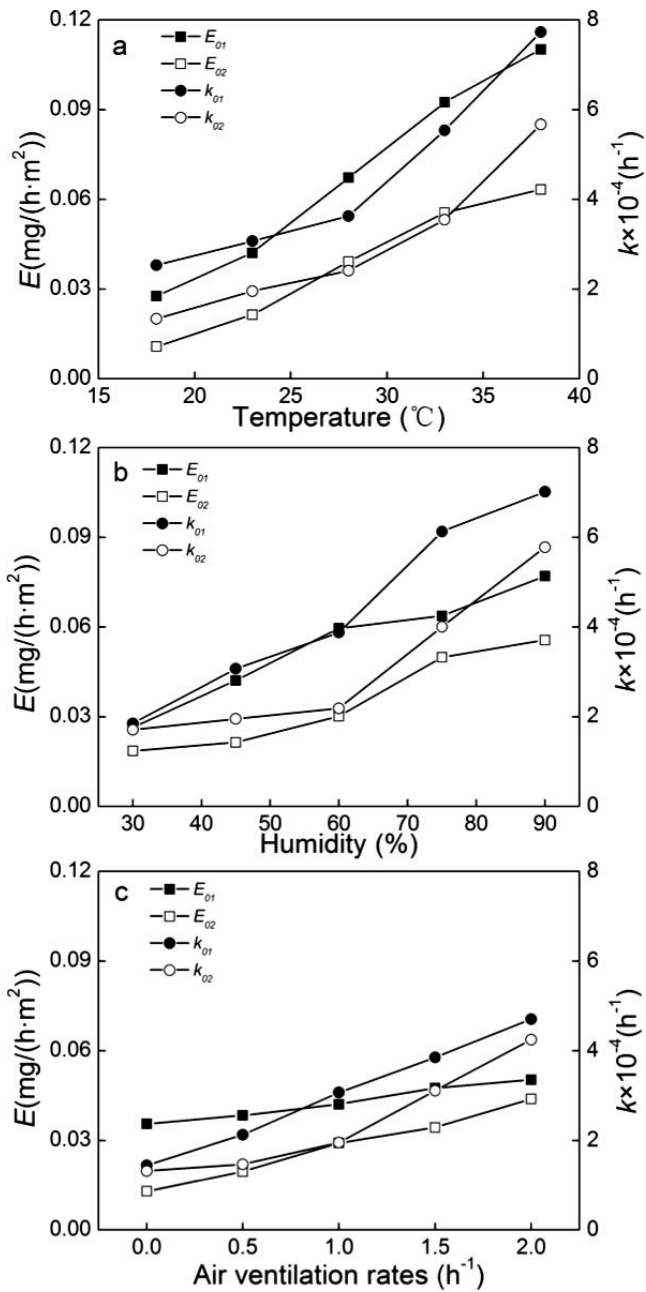 a
E₀₁
E₀₂
k₀₁
k₀₂
0.12
0.09
0.06
0.03
0.00
E(mg/(h·m²))
8
6
4
2
0
k×10⁻⁴(h⁻¹)
15 20 25 30 35 40
Temperature (℃)
b
E₀₁
E₀₂
k₀₁
k₀₂
0.12
0.09
0.06
0.03
0.00
E(mg/(h·m²))
8
6
4
2
0
k×10⁻⁴(h⁻¹)
30 40 50 60 70 80 90
Humidity (%)
c
E₀₁
E₀₂
k₀₁
k₀₂
0.12
0.09
0.06
0.03
0.00
E(mg/(h·m²))
8
6
4
2
0
k×10⁻⁴(h⁻¹)
0.0 0.5 1.0 1.5 2.0
Air ventilation rates (h⁻¹)